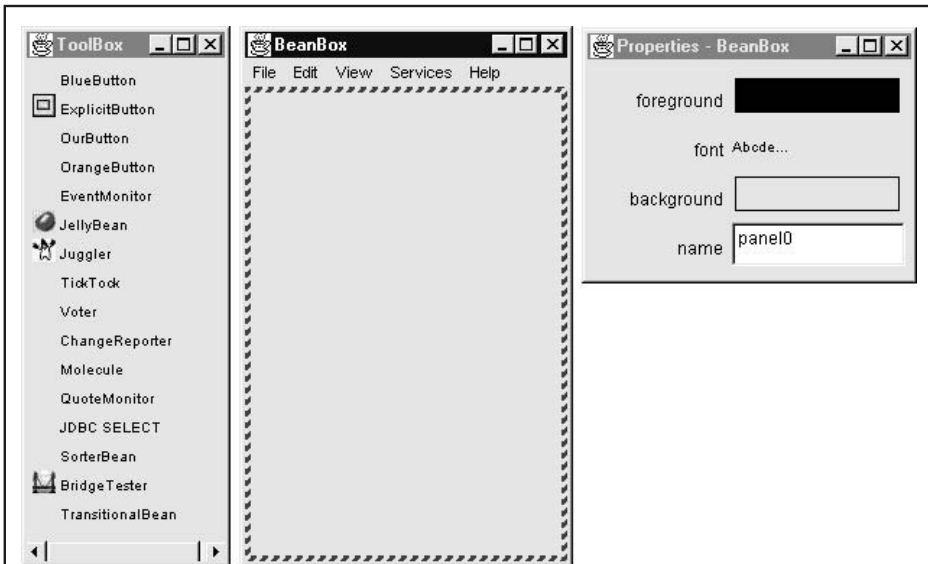 ToolBox
BlueButton
ExplicitButton
OurButton
OrangeButton
EventMonitor
JellyBean
Juggler
TickTock
Voter
ChangeReporter
Molecule
QuoteMonitor
JDBC SELECT
SorterBean
BridgeTester
TransitionalBean
BeanBox
File Edit View Services Help
Properties - BeanBox
foreground
font Abcde...
background
name panel0